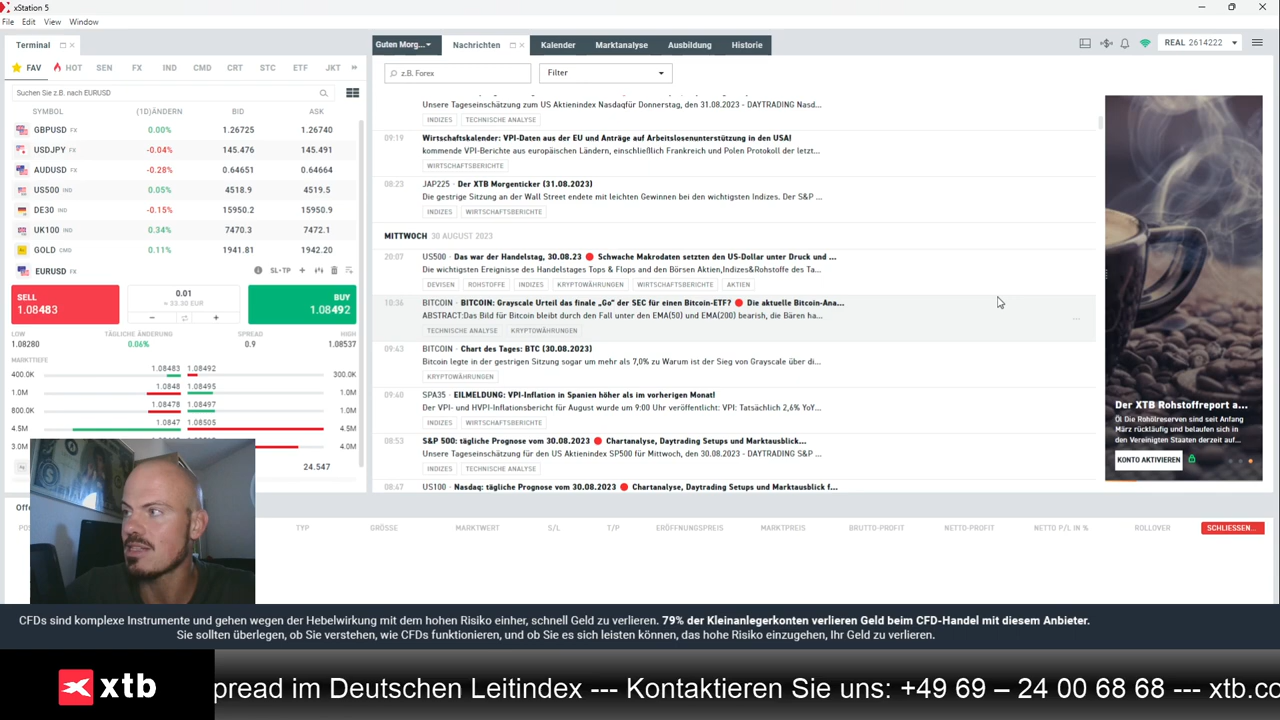 xStation 5
File Edit View Window
Terminal
Guten Morg...
Nachrichten
Kalender
Marktanalyse
Ausbildung
Historie
REAL 2614222
FAV HOT SEN FX IND CMD CRT STC ETF JKT
Suchen Sie z.B. nach EURUSD
SYMBOL (1D)ÄNDERN BID ASK
GBPUSD FX 0.00% 1.26725 1.26740
USDJPY FX -0.04% 145.476 145.491
AUDUSD FX -0.28% 0.64651 0.64664
US500 IND 0.05% 4518.9 4519.5
DE30 IND -0.15% 15950.2 15950.9
UK100 IND 0.34% 7470.3 7472.1
GOLD CMD 0.11% 1941.81 1942.20
EURUSD FX SL+TP
SELL 0.01 BUY
1.08483 ≈ 33.30 EUR 1.08492
LOW TÄGLICHE ÄNDERUNG SPREAD HIGH
1.08280 0.06% 0.9 1.08537
MARKTTIEFE
1.08483 1.08492
400.0K 300.0K
1.0848 1.08495
1.0M 1.0M
1.08478 1.08497
800.0K 1.0M
1.0847 1.08505
4.5M 4.5M
3.0M 4.0M
24.547
z.B. Forex
Filter
Unsere Tageseinschätzung zum US Aktienindex Nasdaqfür Donnerstag, den 31.08.2023 - DAYTRADING Nasd...
INDIZES TECHNISCHE ANALYSE
09:19 Wirtschaftskalender: VPI-Daten aus der EU und Anträge auf Arbeitslosenunterstützung in den USA!
kommende VPI-Berichte aus europäischen Ländern, einschließlich Frankreich und Polen Protokoll der letzt...
WIRTSCHAFTSBERICHTE
08:23 JAP225 · Der XTB Morgenticker (31.08.2023)
Die gestrige Sitzung an der Wall Street endete mit leichten Gewinnen bei den wichtigsten Indizes. Der S&P ...
INDIZES WIRTSCHAFTSBERICHTE
MITTWOCH 30 AUGUST 2023
20:07 US500 · Das war der Handelstag, 30.08.23 🔴 Schwache Makrodaten setzten den US-Dollar unter Druck und ...
Die wichtigsten Ereignisse des Handelstages Tops & Flops and den Börsen Aktien,Indizes&Rohstoffe des Ta...
DEVISEN ROHSTOFFE INDIZES KRYPTOWÄHRUNGEN WIRTSCHAFTSBERICHTE AKTIEN
10:36 BITCOIN · BITCOIN: Grayscale Urteil das finale „Go" der SEC für einen Bitcoin-ETF? 🔴 Die aktuelle Bitcoin-Ana...
ABSTRACT:Das Bild für Bitcoin bleibt durch den Fall unter den EMA(50) und EMA(200) bearish, die Bären ha...
TECHNISCHE ANALYSE KRYPTOWÄHRUNGEN
09:43 BITCOIN · Chart des Tages: BTC (30.08.2023)
Bitcoin legte in der gestrigen Sitzung sogar um mehr als 7,0% zu Warum ist der Sieg von Grayscale über di...
KRYPTOWÄHRUNGEN
09:40 SPA35 · EILMELDUNG: VPI-Inflation in Spanien höher als im vorherigen Monat!
Der VPI- und HVPI-Inflationsbericht für August wurde um 9:00 Uhr veröffentlicht: VPI: Tatsächlich 2,6% YoY...
INDIZES WIRTSCHAFTSBERICHTE
08:53 S&P 500: tägliche Prognose vom 30.08.2023 🔴 Chartanalyse, Daytrading Setups und Marktausblick...
Unsere Tageseinschätzung für den US Aktienindex SP500 für Mittwoch, den 30.08.2023 - DAYTRADING S&P ...
INDIZES TECHNISCHE ANALYSE
08:47 US100 · Nasdaq: tägliche Prognose vom 30.08.2023 🔴 Chartanalyse, Daytrading Setups und Marktausblick f...
Der XTB Rohstoffreport a...
Öl Die Rohölreserven sind seit Anfang
März rückläufig und belaufen sich in
den Vereinigten Staaten derzeit auf...
KONTO AKTIVIEREN
TYP GRÖSSE MARKTWERT S/L T/P ERÖFFNUNGSPREIS MARKTPREIS BRUTTO-PROFIT NETTO-PROFIT NETTO P/L IN % ROLLOVER SCHLIESSEN...
CFDs sind komplexe Instrumente und gehen wegen der Hebelwirkung mit dem hohen Risiko einher, schnell Geld zu verlieren. 79% der Kleinanlegerkonten verlieren Geld beim CFD-Handel mit diesem Anbieter.
Sie sollten überlegen, ob Sie verstehen, wie CFDs funktionieren, und ob Sie es sich leisten können, das hohe Risiko einzugehen, Ihr Geld zu verlieren.
xtb
pread im Deutschen Leitindex --- Kontaktieren Sie uns: +49 69 – 24 00 68 68 --- xtb.co